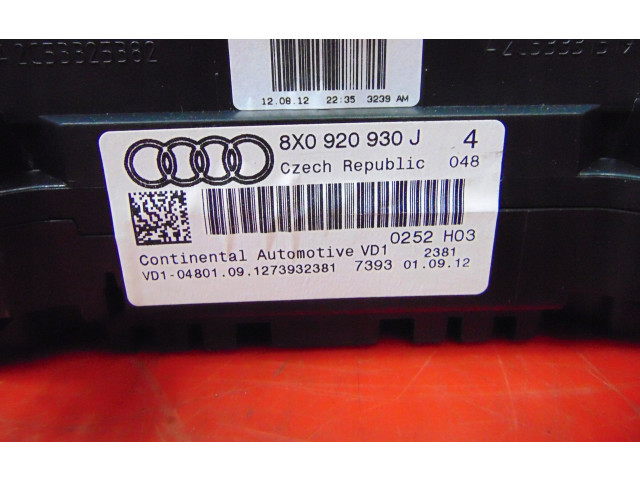 12.08.12 22:35 3239 AM
8X0 920 930 J 4
Czech Republic 048
0252 H03
Continental Automotive VD1 2381
VD1-04801.09.1273932381 7393 01.09.12